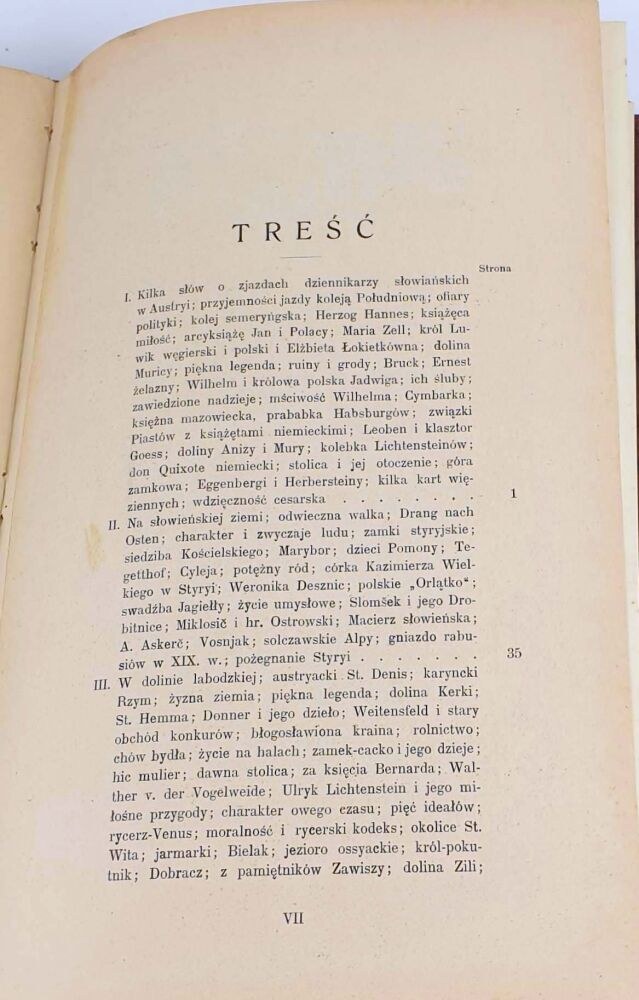 TREŚĆ
Strona
I. Kilka słów o zjazdach dziennikarzy słowiańskich
w Austryi; przyjemności jazdy koleją Południową; ofiary
polityki; kolej semeryńska; Herzog Hannes; książęca
miłość; arcyksiążę Jan i Polacy; Maria Zell; król Lu-
wik węgierski i polski i Elżbieta Łokietkówna; dolina
Muricy; piękna legenda; ruiny i grody; Bruck; Ernest
żelazny; Wilhelm i królowa polska Jadwiga; ich śluby;
zawiedzione nadzieje; mściwość Wilhelma; Cymbarka;
księżna mazowiecka, prababka Habsburgów; związki
Piastów z książętami niemieckimi; Leoben i klasztor
Goess; doliny Anizy i Mury; kolebka Lichtensteinów;
don Quixote niemiecki; stolica i jej otoczenie; góra
zamkowa; Eggenbergi i Herbersteiny; kilka kart wię-
ziennych; wdzięczność cesarska . . . . . . . 1
II. Na słowieńskiej ziemi; odwieczna walka; Drang nach
Osten; charakter i zwyczaje ludu; zamki styryjskie;
siedziba Kościelskiego; Marybor; dzieci Pomony; Te-
getthof; Cyleja; potężny ród; córka Kazimierza Wiel-
kiego w Styryi; Weronika Desznic; polskie „Orlątko“;
swadźba Jagiełły; życie umysłowe; Slomšek i jego Dro-
bitnice; Miklosič i hr. Ostrowski; Macierz słowieńska;
A. Askerč; Vosnjak; solczawskie Alpy; gniazdo rabu-
siów w XIX. w.; pożegnanie Styryi . . . . . . . 35
III. W dolinie labodzkiej; austryacki St. Denis; karyncki
Rzym; żyzna ziemia; piękna legenda; dolina Kerki;
St. Hemma; Donner i jego dzieło; Weitensfeld i stary
obchód konkurów; błogosławiona kraina; rolnictwo;
chów bydła; życie na halach; zamek-cacko i jego dzieje;
hic mulier; dawna stolica; za księcia Bernarda; Wal-
ther v. der Vogelweide; Ulryk Lichtenstein i jego mi-
łośne przygody; charakter owego czasu; pięć ideałów;
rycerz-Venus; moralność i rycerski kodeks; okolice St.
Wita; jarmarki; Bielak; jezioro ossyackie; król-poku-
tnik; Dobracz; z pamiętników Zawiszy; dolina Zili;
VII